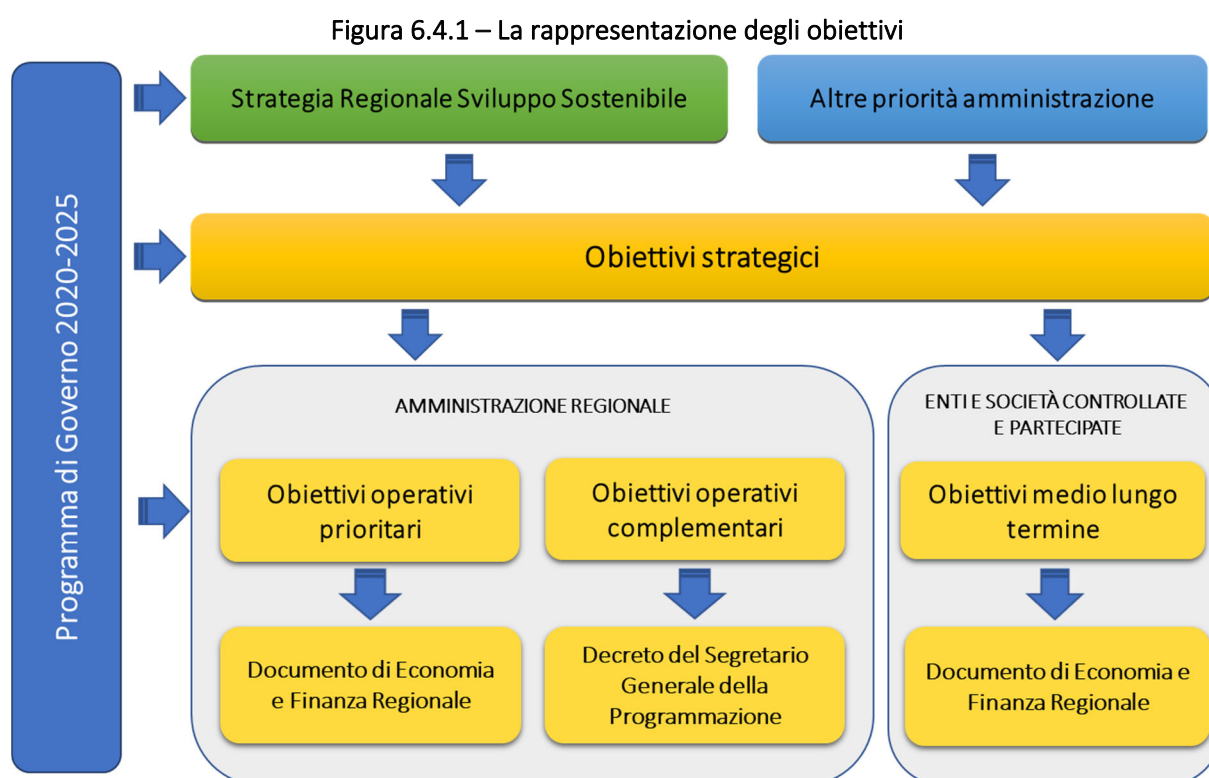 Figura 6.4.1 – La rappresentazione degli obiettivi
Programma di Governo 2020-2025
Strategia Regionale Sviluppo Sostenibile
Altre priorità amministrazione
Obiettivi strategici
AMMINISTRAZIONE REGIONALE
Obiettivi operativi
prioritari
Obiettivi operativi
complementari
Documento di Economia
e Finanza Regionale
Decreto del Segretario
Generale della
Programmazione
ENTI E SOCIETÀ CONTROLLATE
E PARTECIPATE
Obiettivi medio lungo
termine
Documento di Economia e
Finanza Regionale